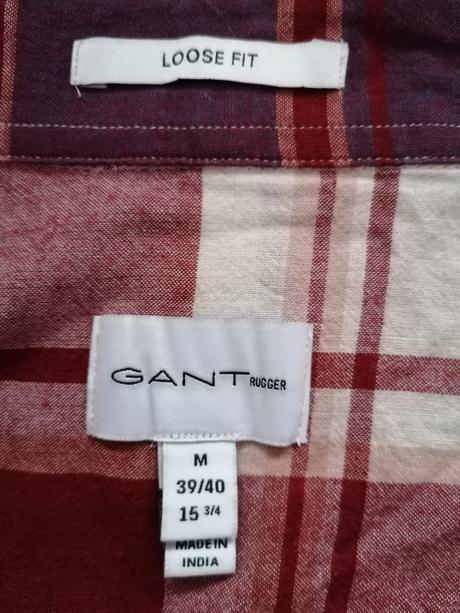 LOOSE FIT
GANT RUGGER
M
39/40
15 3/4
MADE IN
INDIA